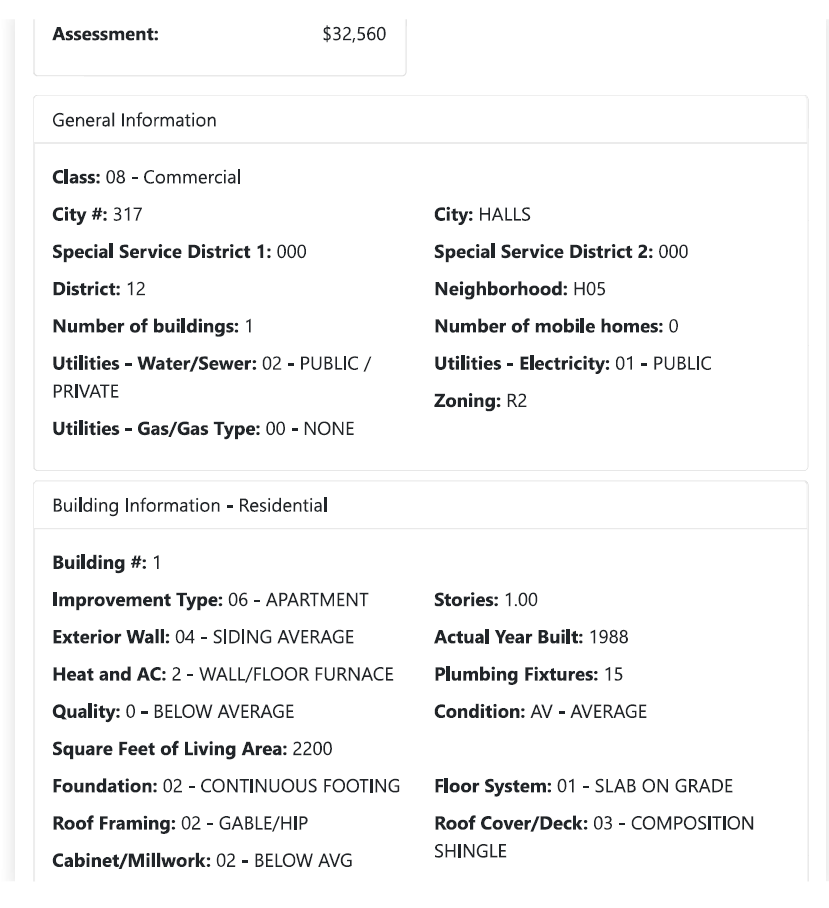 Assessment: $32,560
General Information
Class: 08 - Commercial
City #: 317
City: HALLS
Special Service District 1: 000
Special Service District 2: 000
District: 12
Neighborhood: H05
Number of buildings: 1
Number of mobile homes: 0
Utilities - Water/Sewer: 02 - PUBLIC /
PRIVATE
Utilities - Electricity: 01 - PUBLIC
Zoning: R2
Utilities - Gas/Gas Type: 00 - NONE
Building Information - Residential
Building #: 1
Improvement Type: 06 - APARTMENT
Stories: 1.00
Exterior Wall: 04 - SIDING AVERAGE
Actual Year Built: 1988
Heat and AC: 2 - WALL/FLOOR FURNACE
Plumbing Fixtures: 15
Quality: 0 - BELOW AVERAGE
Condition: AV - AVERAGE
Square Feet of Living Area: 2200
Foundation: 02 - CONTINUOUS FOOTING
Floor System: 01 - SLAB ON GRADE
Roof Framing: 02 - GABLE/HIP
Roof Cover/Deck: 03 - COMPOSITION
SHINGLE
Cabinet/Millwork: 02 - BELOW AVG